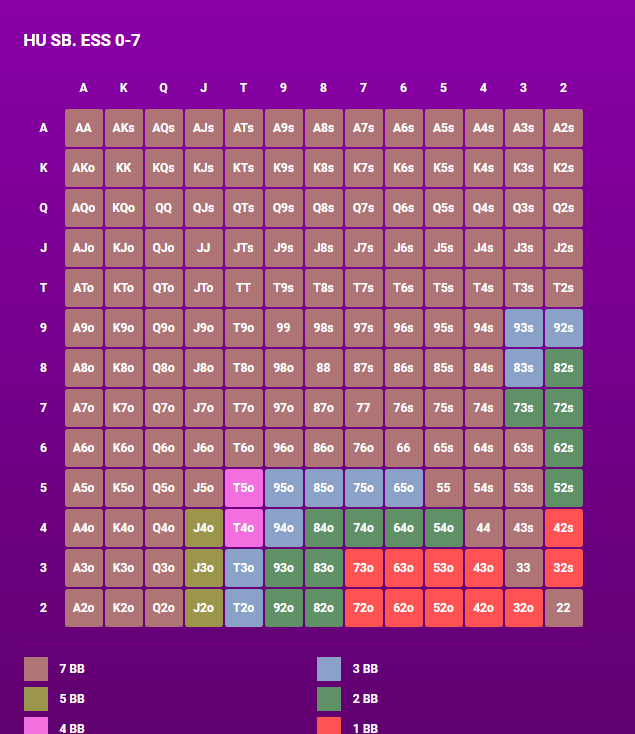 HU SB. ESS 0-7
A K Q J T 9 8 7 6 5 4 3 2
A AA AKs AQs AJs ATs A9s A8s A7s A6s A5s A4s A3s A2s
K AKo KK KQs KJs KTs K9s K8s K7s K6s K5s K4s K3s K2s
Q AQo KQo QQ QJs QTs Q9s Q8s Q7s Q6s Q5s Q4s Q3s Q2s
J AJo KJo QJo JJ JTs J9s J8s J7s J6s J5s J4s J3s J2s
T ATo KTo QTo JTo TT T9s T8s T7s T6s T5s T4s T3s T2s
9 A9o K9o Q9o J9o T9o 99 98s 97s 96s 95s 94s 93s 92s
8 A8o K8o Q8o J8o T8o 98o 88 87s 86s 85s 84s 83s 82s
7 A7o K7o Q7o J7o T7o 97o 87o 77 76s 75s 74s 73s 72s
6 A6o K6o Q6o J6o T6o 96o 86o 76o 66 65s 64s 63s 62s
5 A5o K5o Q5o J5o T5o 95o 85o 75o 65o 55 54s 53s 52s
4 A4o K4o Q4o J4o T4o 94o 84o 74o 64o 54o 44 43s 42s
3 A3o K3o Q3o J3o T3o 93o 83o 73o 63o 53o 43o 33 32s
2 A2o K2o Q2o J2o T2o 92o 82o 72o 62o 52o 42o 32o 22
7 BB 3 BB
5 BB 2 BB
4 BB 1 BB